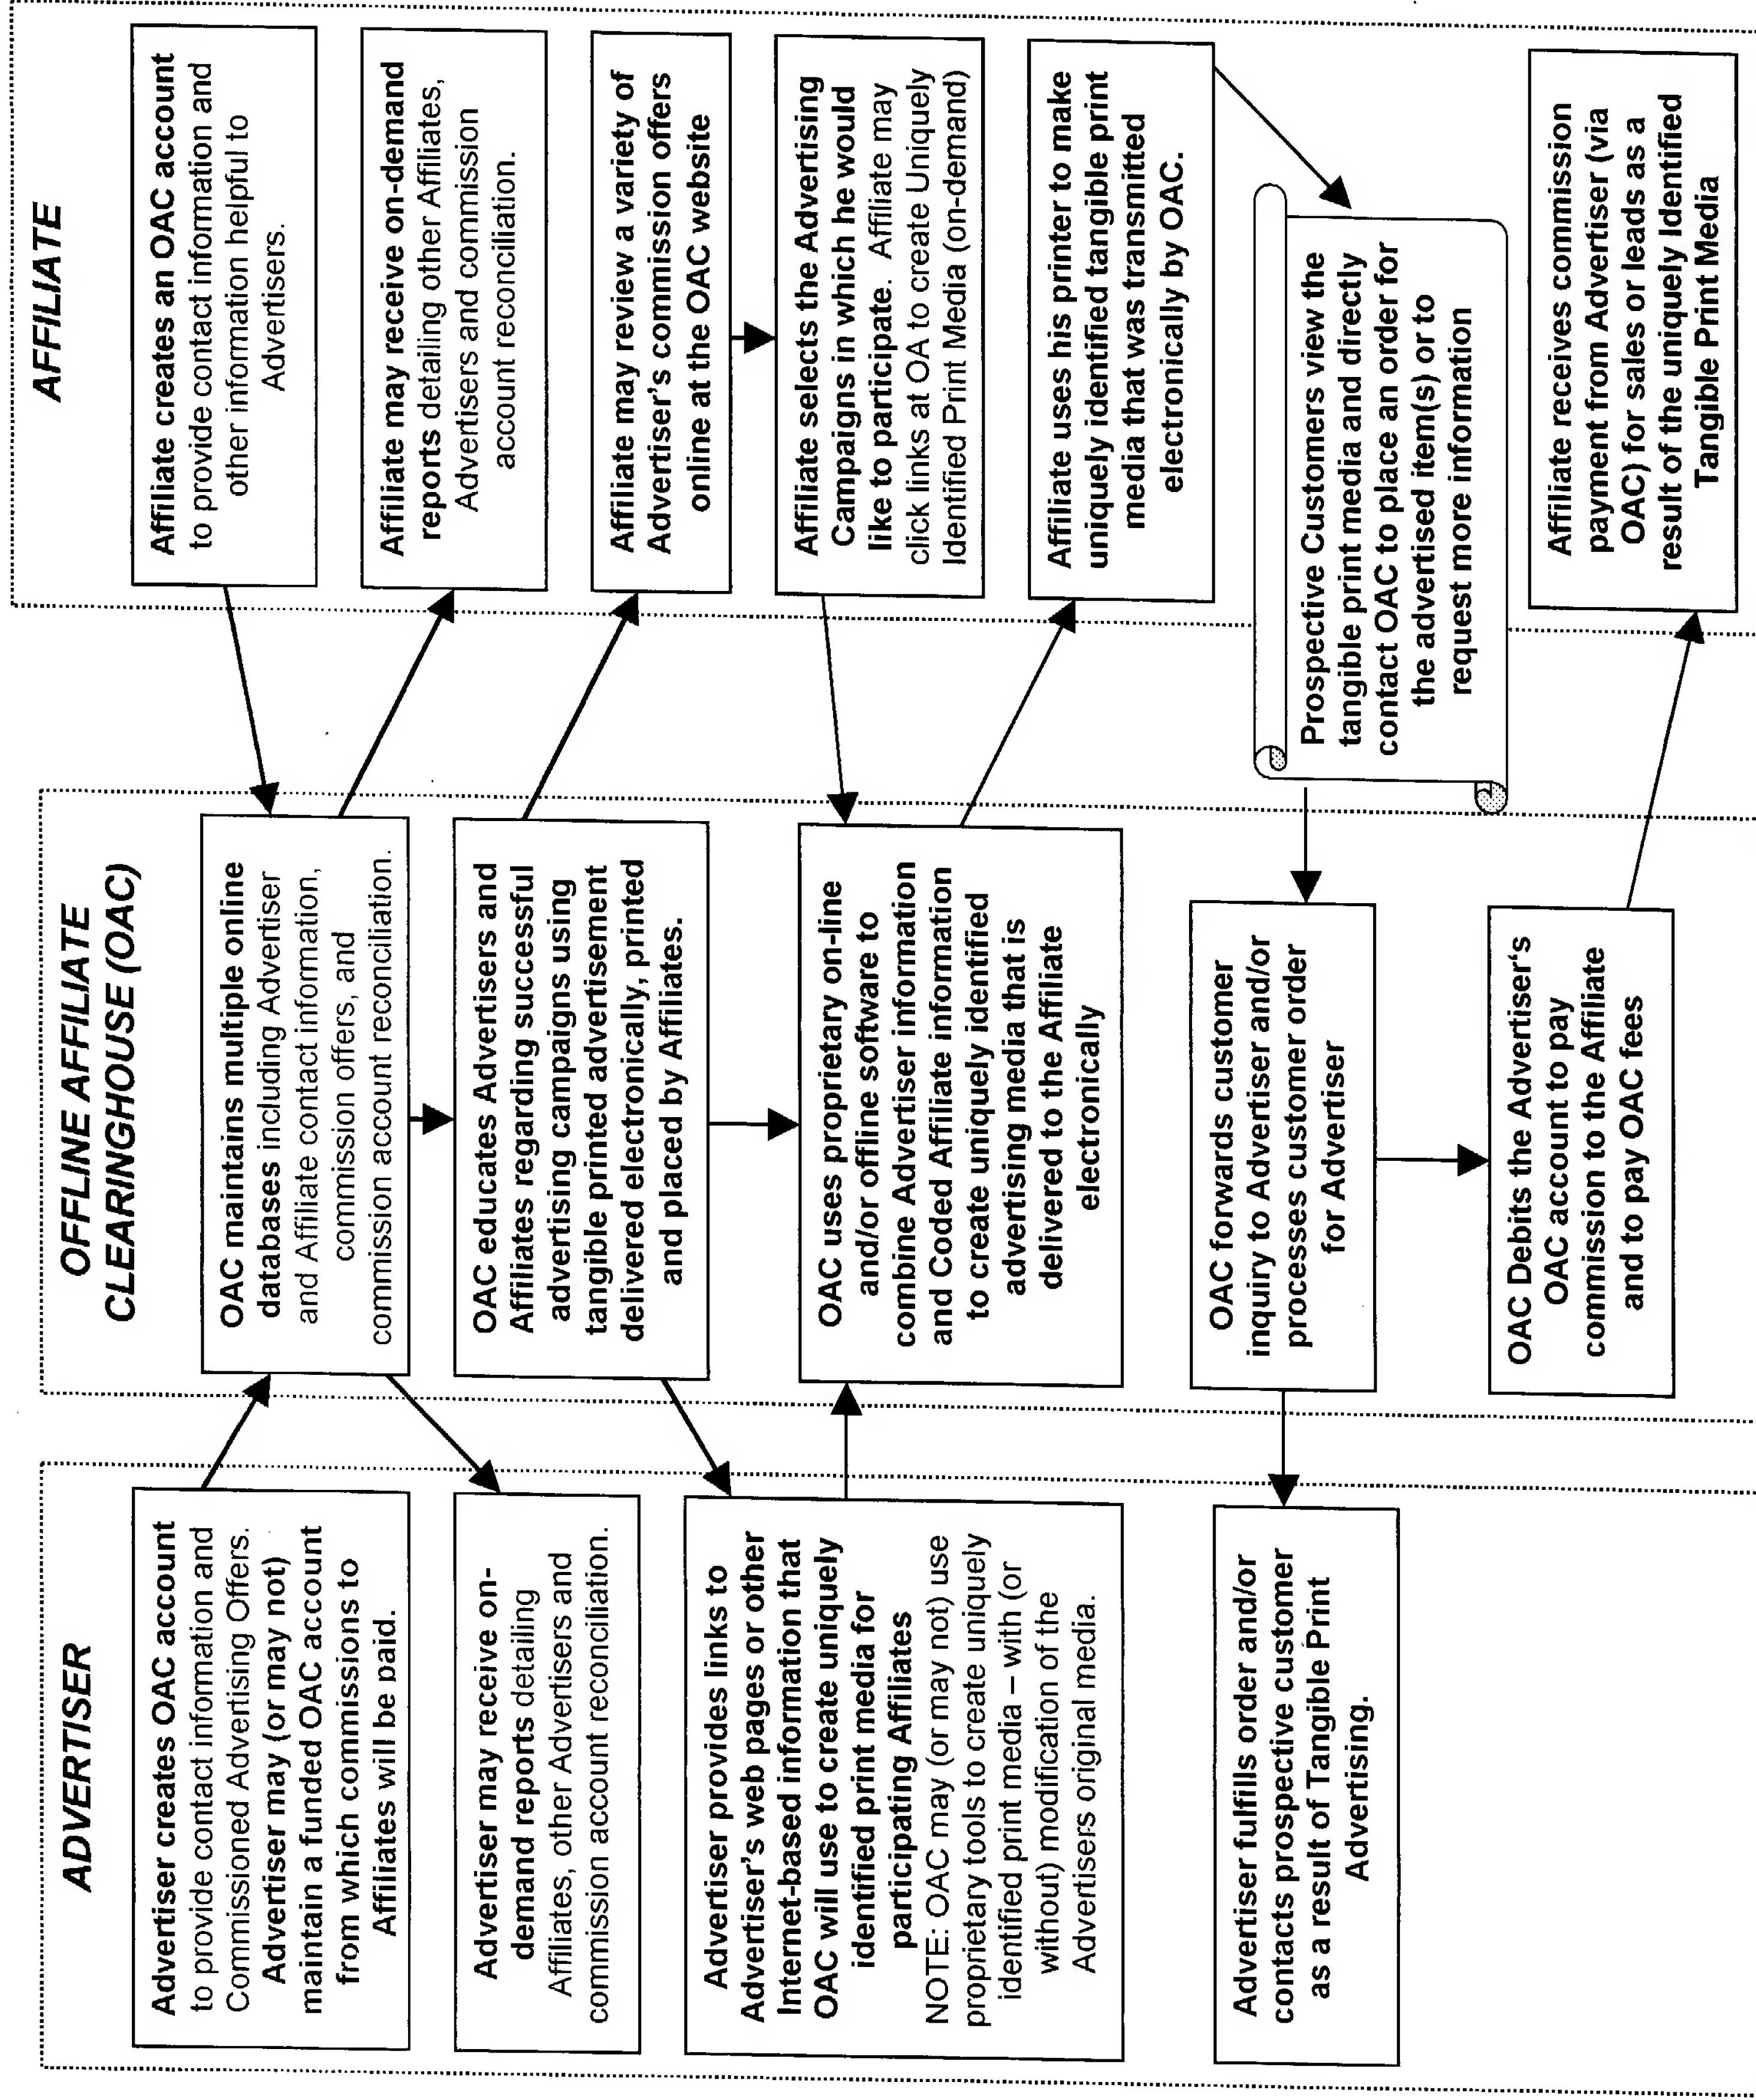 ADVERTISER
Advertiser creates OAC account
to provide contact information and
Commissioned Advertising Offers.
Advertiser may (or may not)
maintain a funded OAC account
from which commissions to
Affiliates will be paid.
Advertiser may receive on-
demand reports detailing
Affiliates, other Advertisers and
commission account reconciliation.
Advertiser provides links to
Advertiser's web pages or other
Internet-based information that
OAC will use to create uniquely
identified print media for
participating Affiliates
NOTE: OAC may (or may not) use
proprietary tools to create uniquely
identified print media – with (or
without) modification of the
Advertisers original media.
Advertiser fulfills order and/or
contacts prospective customer
as a result of Tangible Print
Advertising.
OFFLINE AFFILIATE
CLEARINGHOUSE (OAC)
OAC maintains multiple online
databases including Advertiser
and Affiliate contact information,
commission offers, and
commission account reconciliation.
OAC educates Advertisers and
Affiliates regarding successful
advertising campaigns using
tangible printed advertisement
delivered electronically, printed
and placed by Affiliates.
OAC uses proprietary on-line
and/or offline software to
combine Advertiser information
and Coded Affiliate information
to create uniquely identified
advertising media that is
delivered to the Affiliate
electronically
OAC forwards customer
inquiry to Advertiser and/or
processes customer order
for Advertiser
OAC Debits the Advertiser's
OAC account to pay
commission to the Affiliate
and to pay OAC fees
AFFILIATE
Affiliate creates an OAC account
to provide contact information and
other information helpful to
Advertisers.
Affiliate may receive on-demand
reports detailing other Affiliates,
Advertisers and commission
account reconciliation.
Affiliate may review a variety of
Advertiser's commission offers
online at the OAC website
Affiliate selects the Advertising
Campaigns in which he would
like to participate. Affiliate may
click links at OA to create Uniquely
Identified Print Media (on-demand)
Affiliate uses his printer to make
uniquely identified tangible print
media that was transmitted
electronically by OAC.
Prospective Customers view the
tangible print media and directly
contact OAC to place an order for
the advertised item(s) or to
request more information
Affiliate receives commission
payment from Advertiser (via
OAC) for sales or leads as a
result of the uniquely Identified
Tangible Print Media